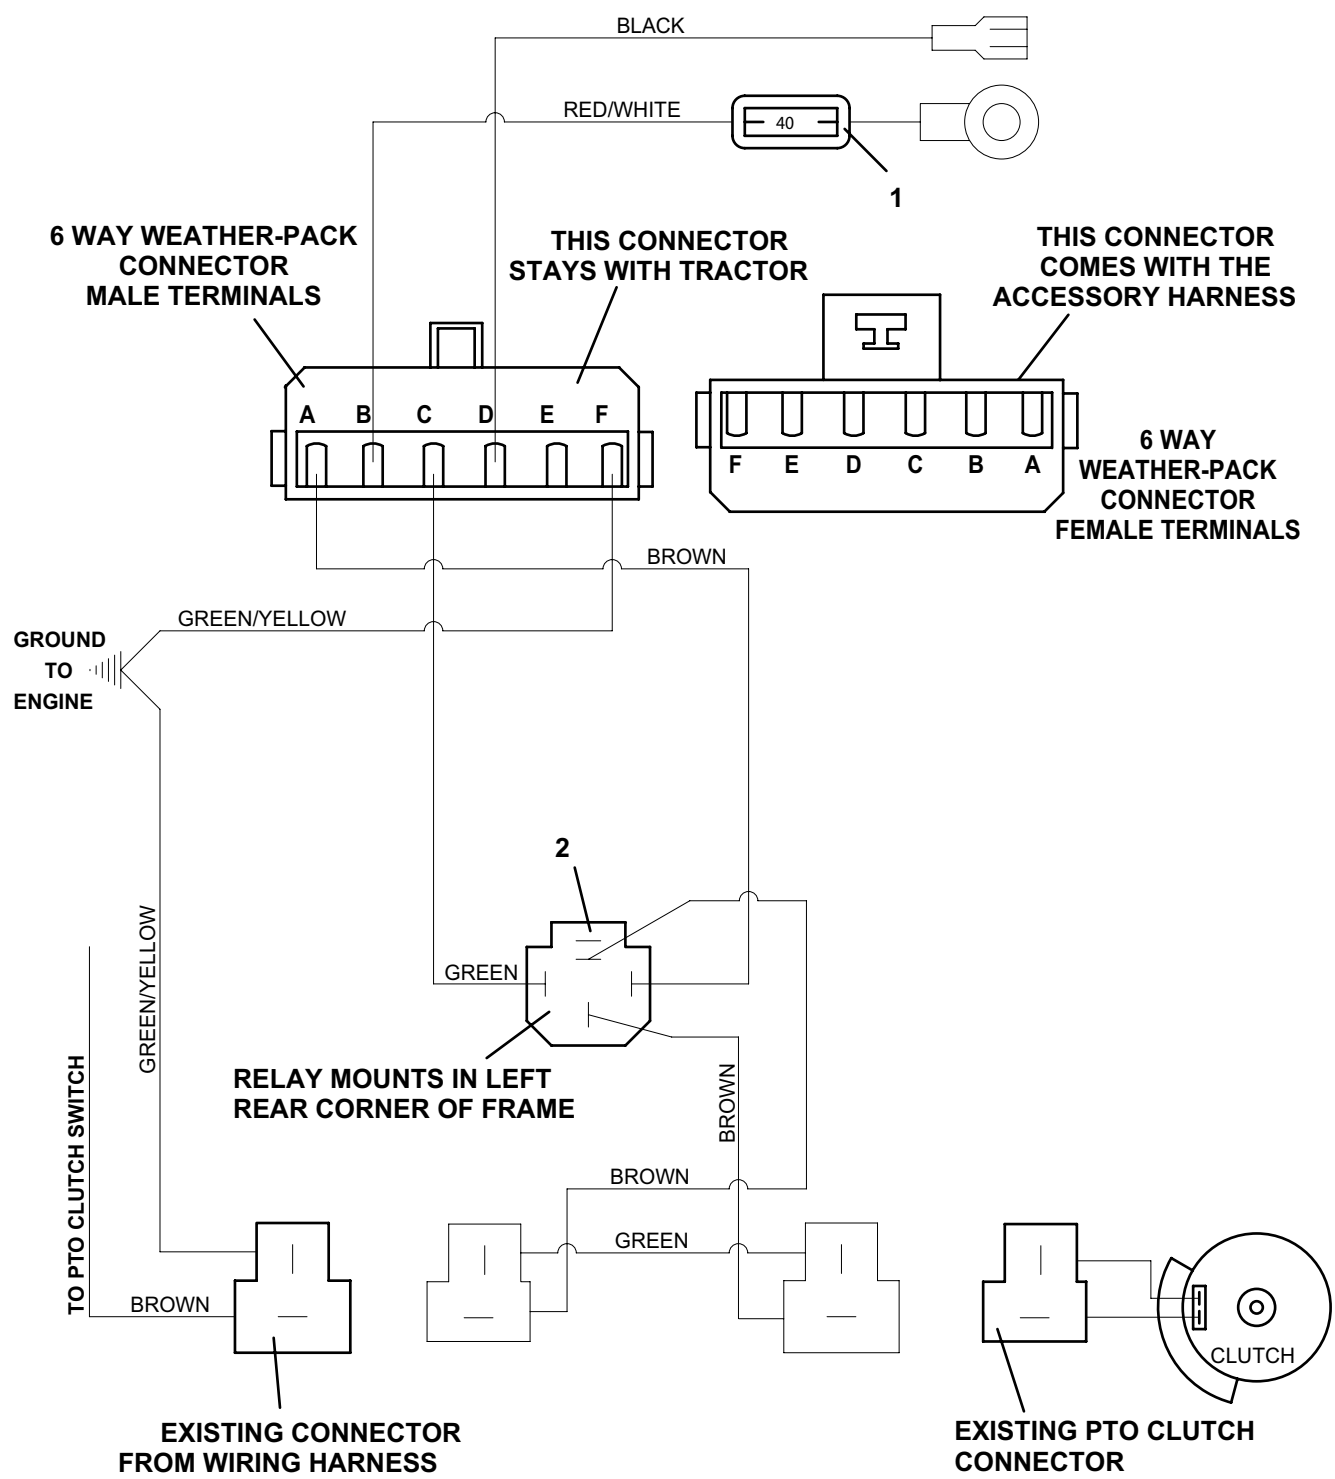 BLACK
RED/WHITE
40
1
6 WAY WEATHER-PACK
CONNECTOR
MALE TERMINALS
THIS CONNECTOR
STAYS WITH TRACTOR
THIS CONNECTOR
COMES WITH THE
ACCESSORY HARNESS
A B C D E F
F E D C B A
6 WAY
WEATHER-PACK
CONNECTOR
FEMALE TERMINALS
BROWN
GREEN/YELLOW
GROUND
TO
ENGINE
2
GREEN
GREEN/YELLOW
RELAY MOUNTS IN LEFT
REAR CORNER OF FRAME
BROWN
TO PTO CLUTCH SWITCH
BROWN
GREEN
BROWN
CLUTCH
EXISTING CONNECTOR
FROM WIRING HARNESS
EXISTING PTO CLUTCH
CONNECTOR